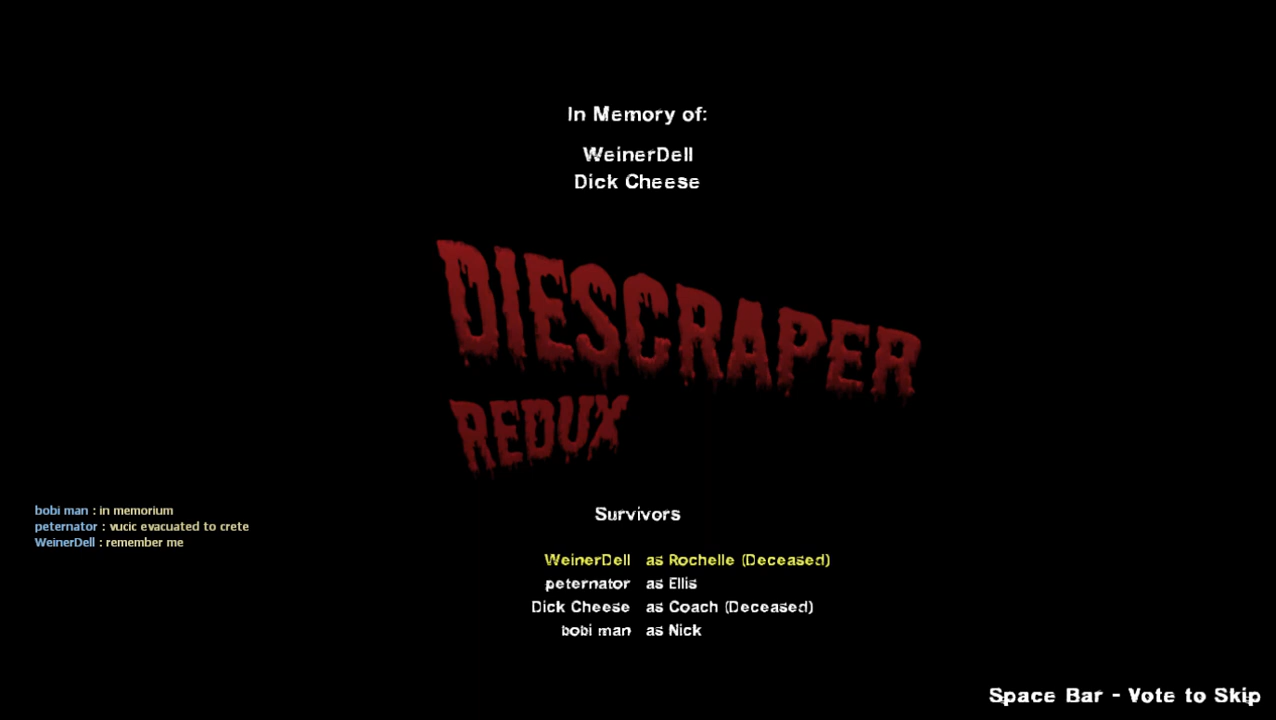 In Memory of:
WeinerDell
Dick Cheese
DIESCRAPER
REDUX
bobi man : in memorium
peternator : vucic evacuated to crete
WeinerDell : remember me
Survivors
WeinerDell as Rochelle (Deceased)
peternator as Ellis
Dick Cheese as Coach (Deceased)
bobi man as Nick
Space Bar - Vote to Skip